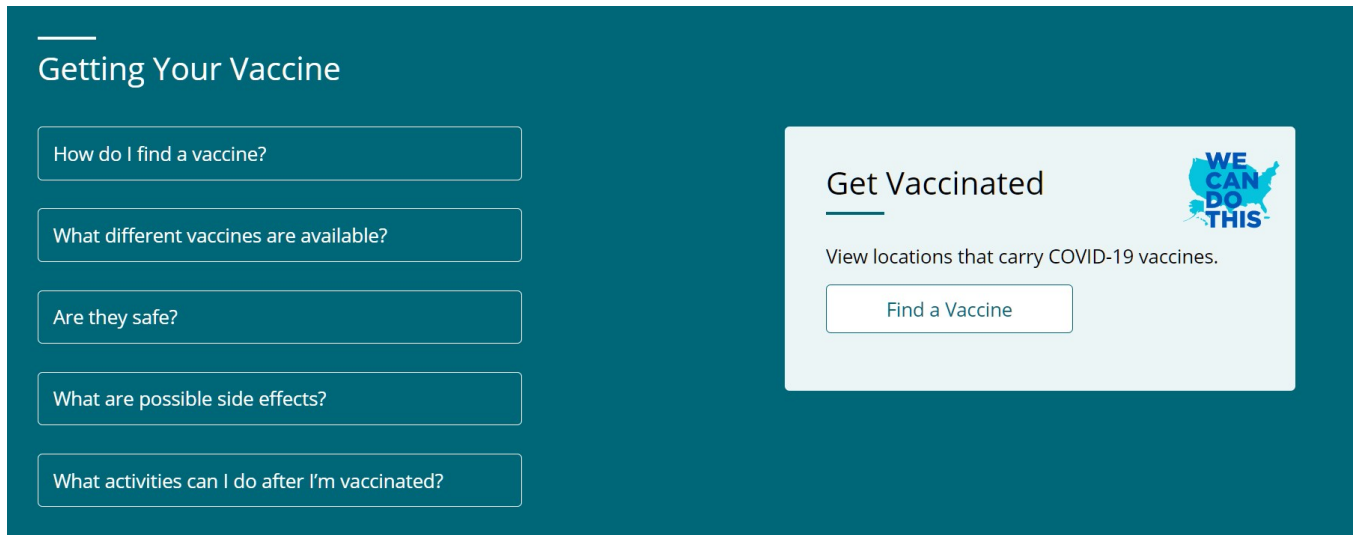 Getting Your Vaccine
How do I find a vaccine?
What different vaccines are available?
Are they safe?
What are possible side effects?
What activities can I do after I’m vaccinated?
Get Vaccinated
WE
CAN
DO
THIS
View locations that carry COVID-19 vaccines.
Find a Vaccine